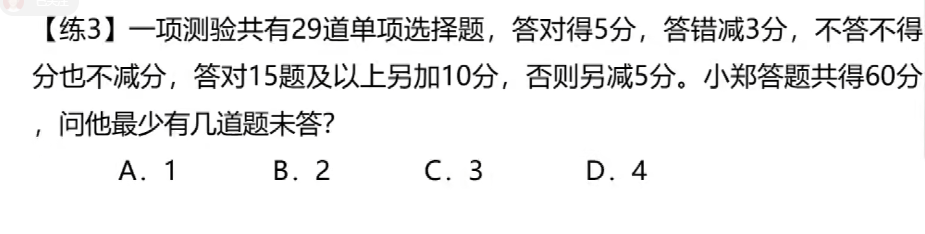 【练3】一项测验共有29道单项选择题，答对得5分，答错减3分，不答不得
分也不减分，答对15题及以上另加10分，否则另减5分。小郑答题共得60分
，问他最少有几道题未答？
A．1 B．2 C．3 D．4